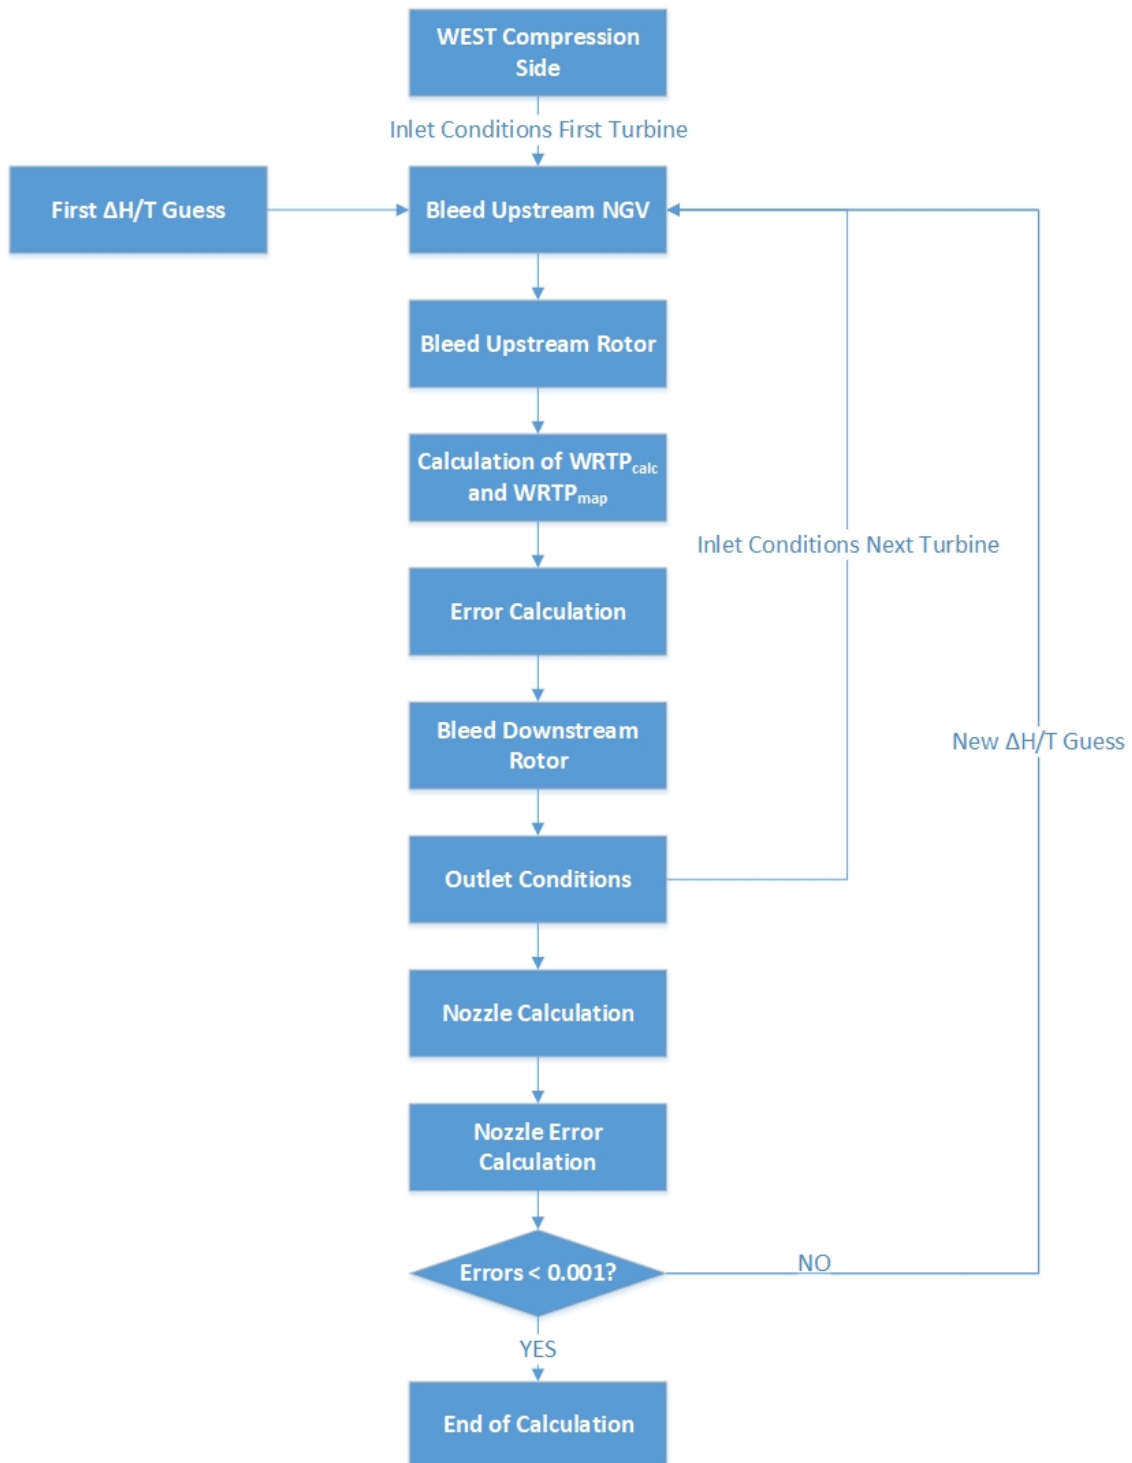 WEST Compression
Side
Inlet Conditions First Turbine
First ΔH/T Guess
Bleed Upstream NGV
Bleed Upstream Rotor
Calculation of WRTPcalc
and WRTPmap
Inlet Conditions Next Turbine
Error Calculation
Bleed Downstream
Rotor
New ΔH/T Guess
Outlet Conditions
Nozzle Calculation
Nozzle Error
Calculation
Errors < 0.001?
NO
YES
End of Calculation